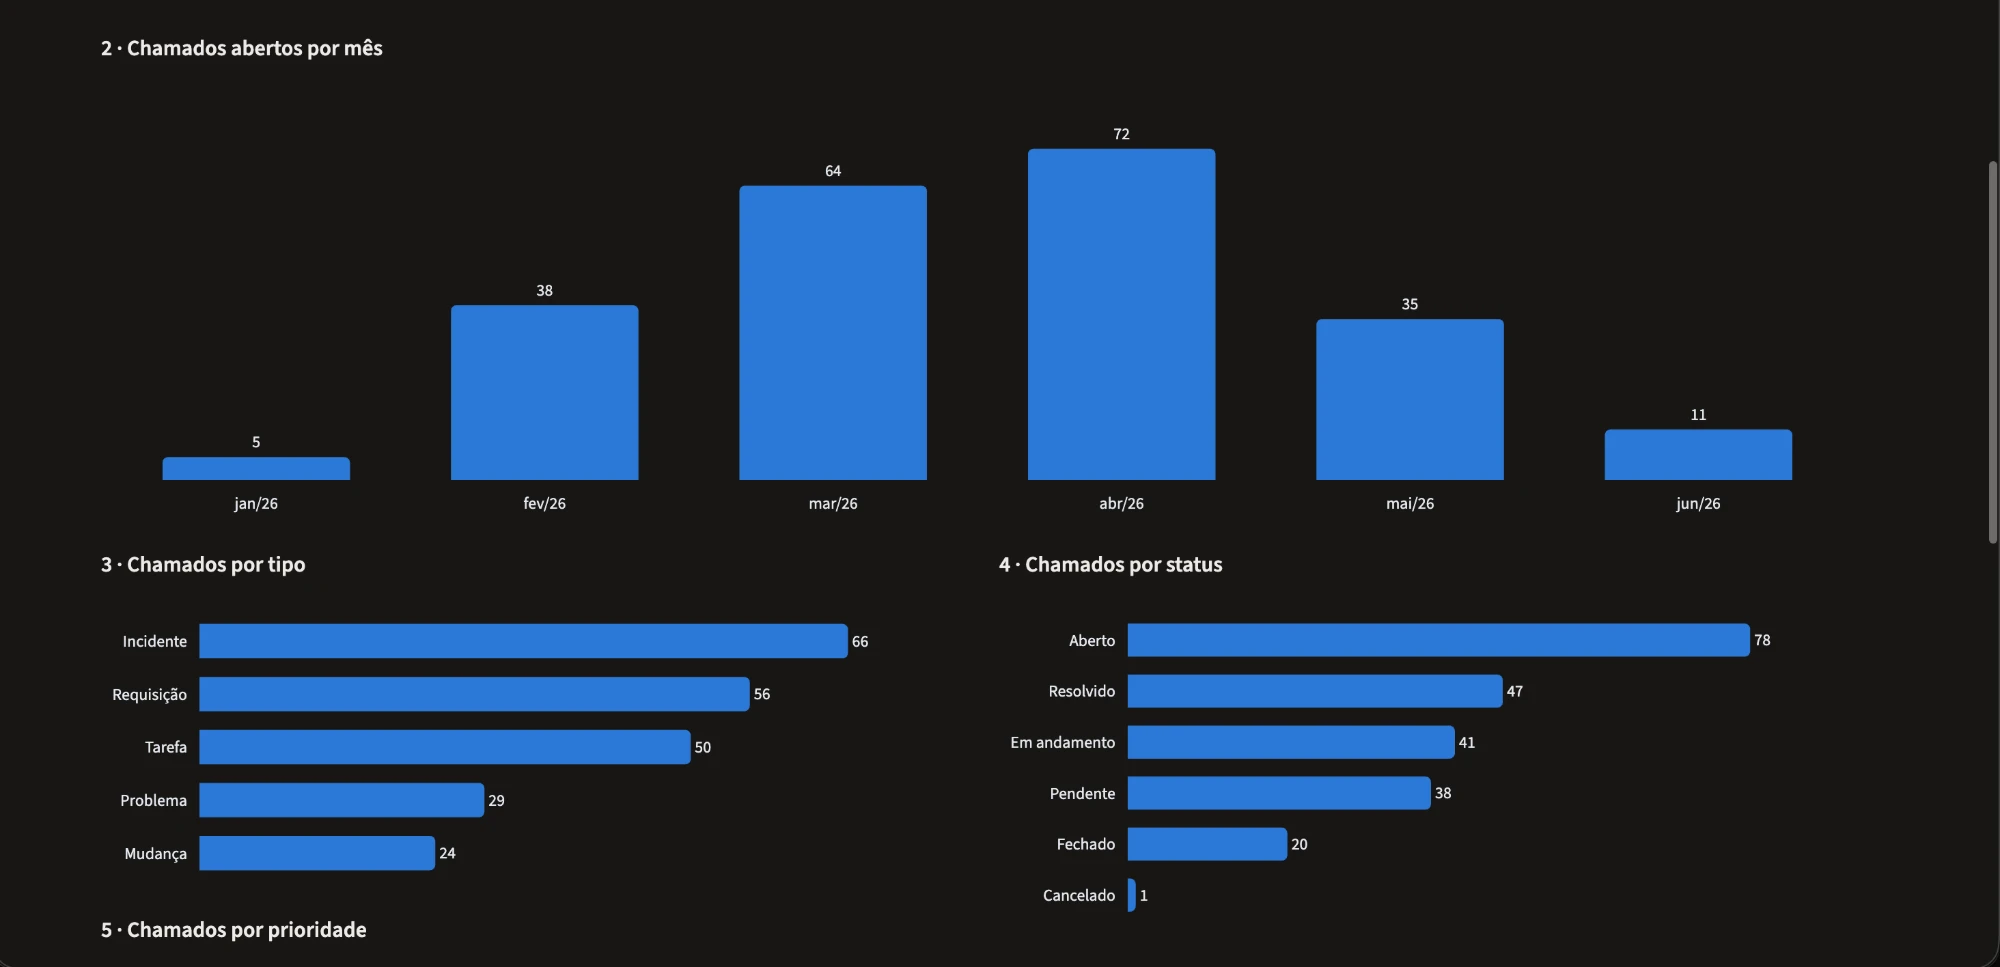 2 · Chamados abertos por mês
72
64
38
35
11
5
jan/26
fev/26
mar/26
abr/26
mai/26
jun/26
3 · Chamados por tipo
Incidente 66
Requisição 56
Tarefa 50
Problema 29
Mudança 24
4 · Chamados por status
Aberto 78
Resolvido 47
Em andamento 41
Pendente 38
Fechado 20
Cancelado 1
5 · Chamados por prioridade